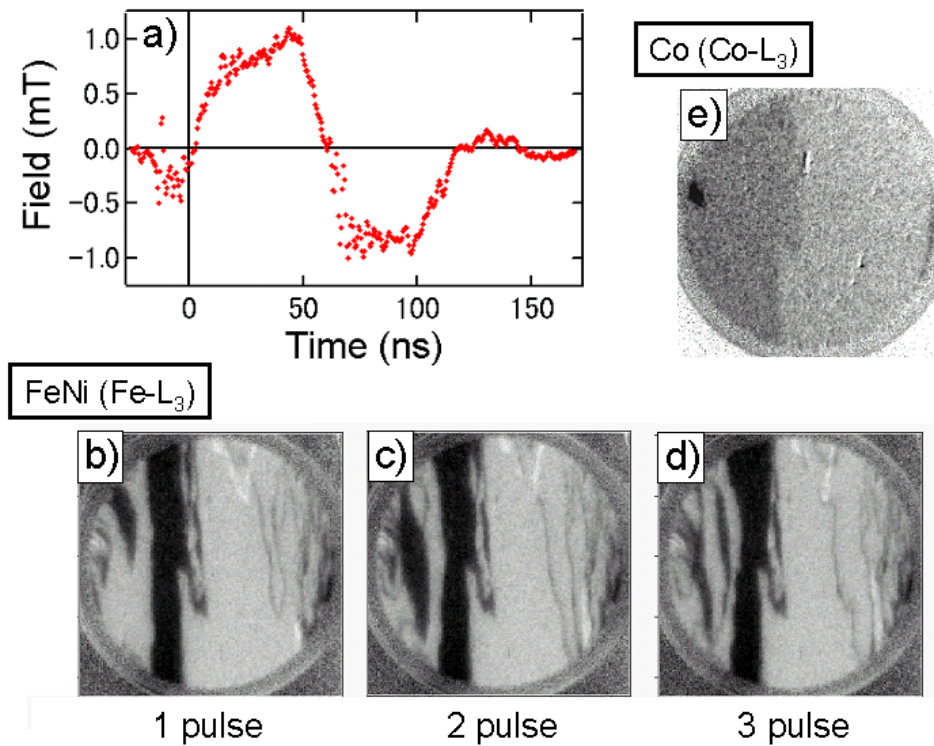 a)
1.0
0.5
0.0
-0.5
-1.0
Field (mT)
0 50 100 150
Time (ns)
Co (Co-L₃)
e)
FeNi (Fe-L₃)
b)
c)
d)
1 pulse
2 pulse
3 pulse